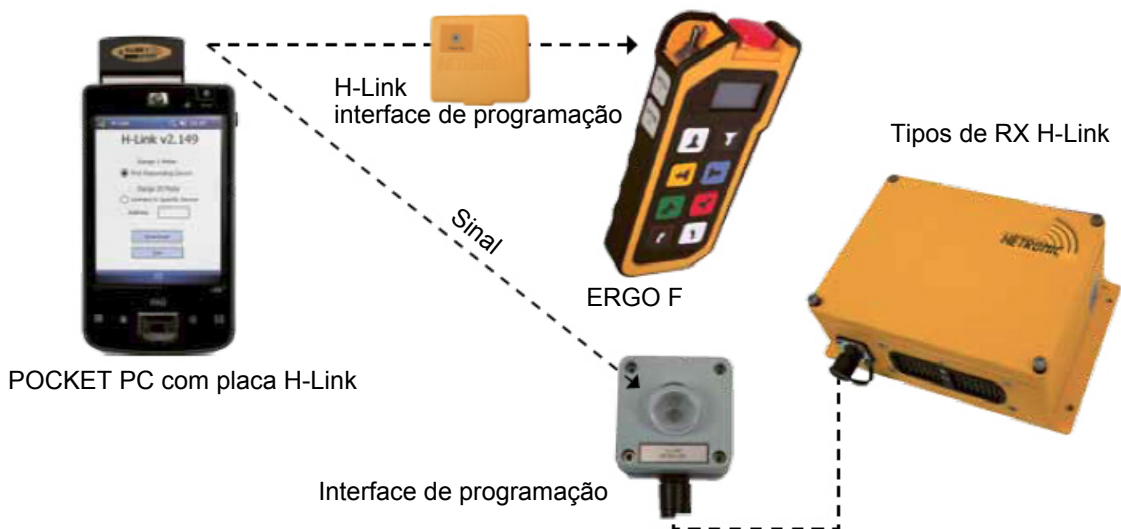 H-Link
interface de programação
H-Link v2.149
Tipos de RX H-Link
HETRONIC
Sinal
ERGO F
POCKET PC com placa H-Link
Interface de programação